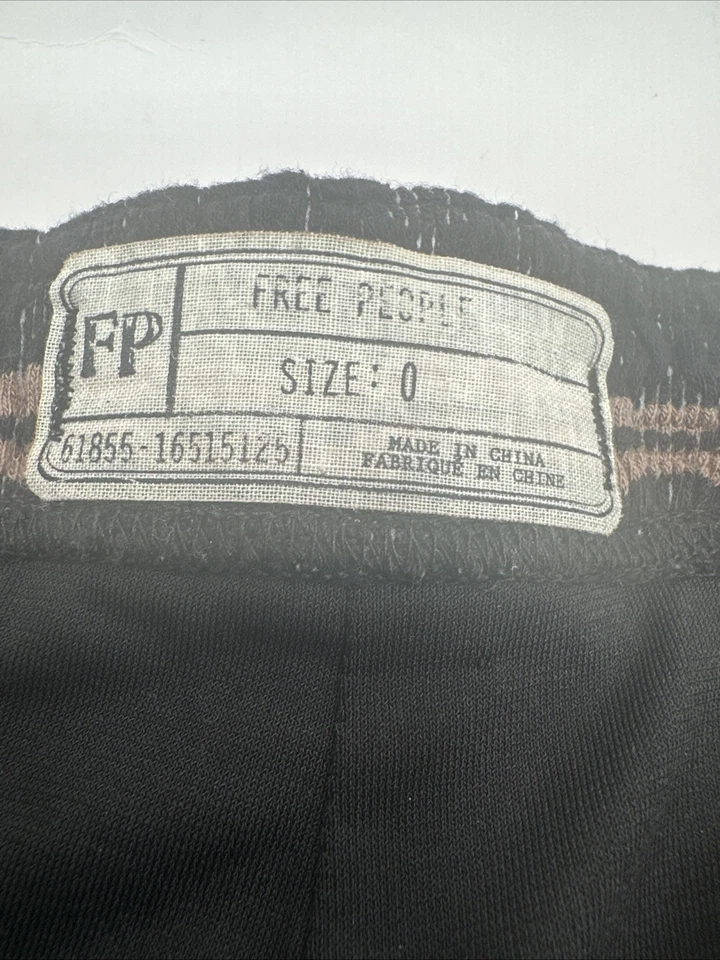 FP
FREE PEOPLE
SIZE: 0
61855-16515125
MADE IN CHINA
FABRIQUÉ EN CHINE